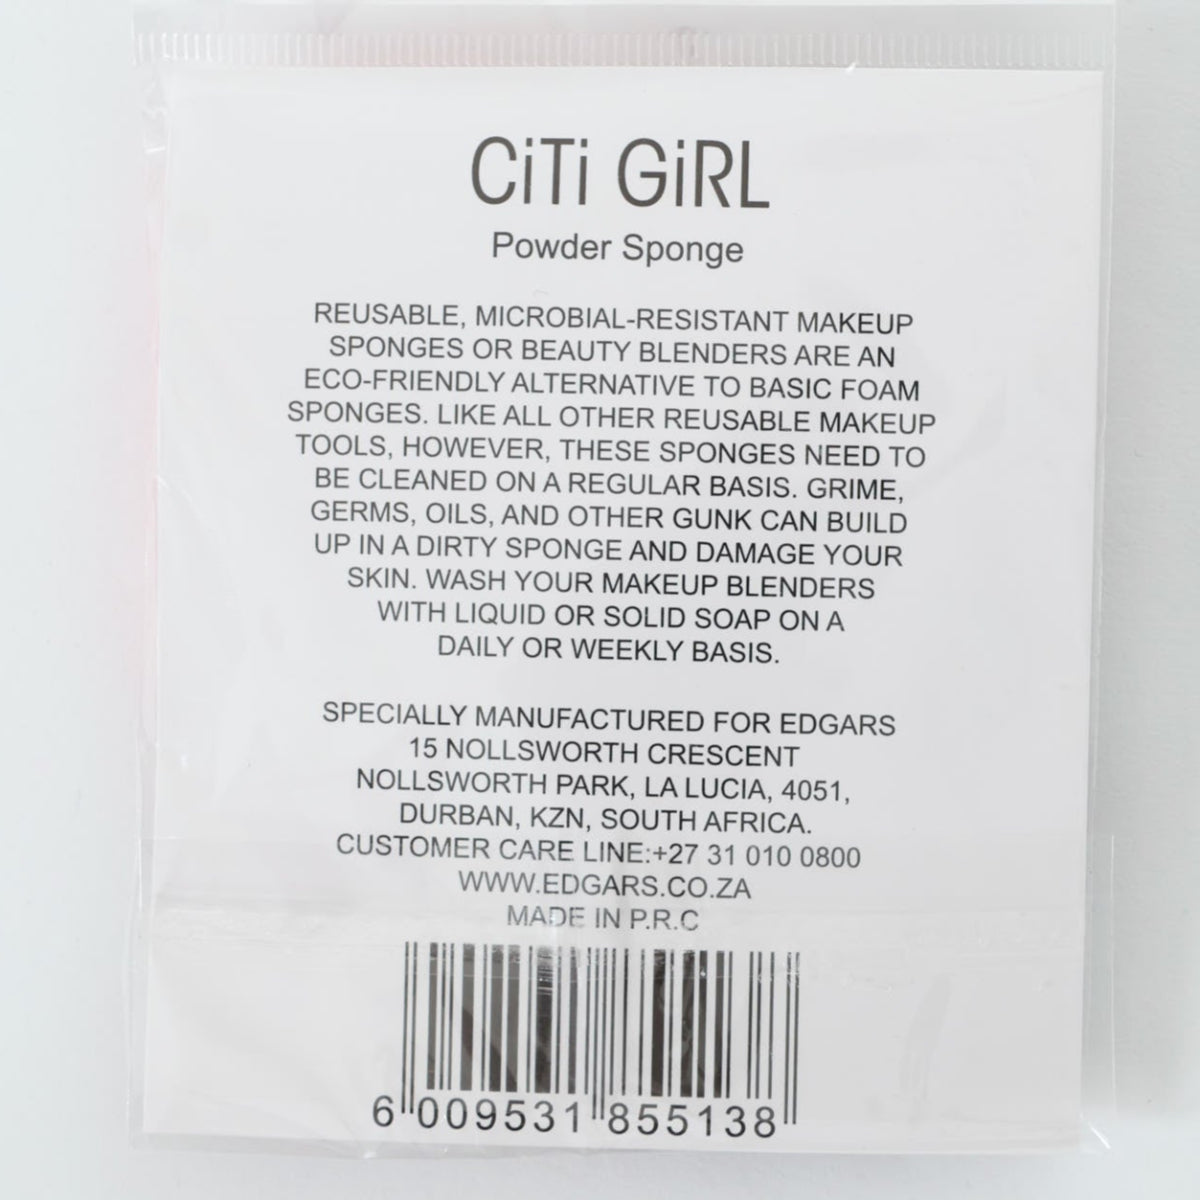 CiTi GiRL
Powder Sponge
REUSABLE, MICROBIAL-RESISTANT MAKEUP
SPONGES OR BEAUTY BLENDERS ARE AN
ECO-FRIENDLY ALTERNATIVE TO BASIC FOAM
SPONGES. LIKE ALL OTHER REUSABLE MAKEUP
TOOLS, HOWEVER, THESE SPONGES NEED TO
BE CLEANED ON A REGULAR BASIS. GRIME,
GERMS, OILS, AND OTHER GUNK CAN BUILD
UP IN A DIRTY SPONGE AND DAMAGE YOUR
SKIN. WASH YOUR MAKEUP BLENDERS
WITH LIQUID OR SOLID SOAP ON A
DAILY OR WEEKLY BASIS.
SPECIALLY MANUFACTURED FOR EDGARS
15 NOLLSWORTH CRESCENT
NOLLSWORTH PARK, LA LUCIA, 4051,
DURBAN, KZN, SOUTH AFRICA.
CUSTOMER CARE LINE:+27 31 010 0800
WWW.EDGARS.CO.ZA
MADE IN P.R.C
6 009531 855138